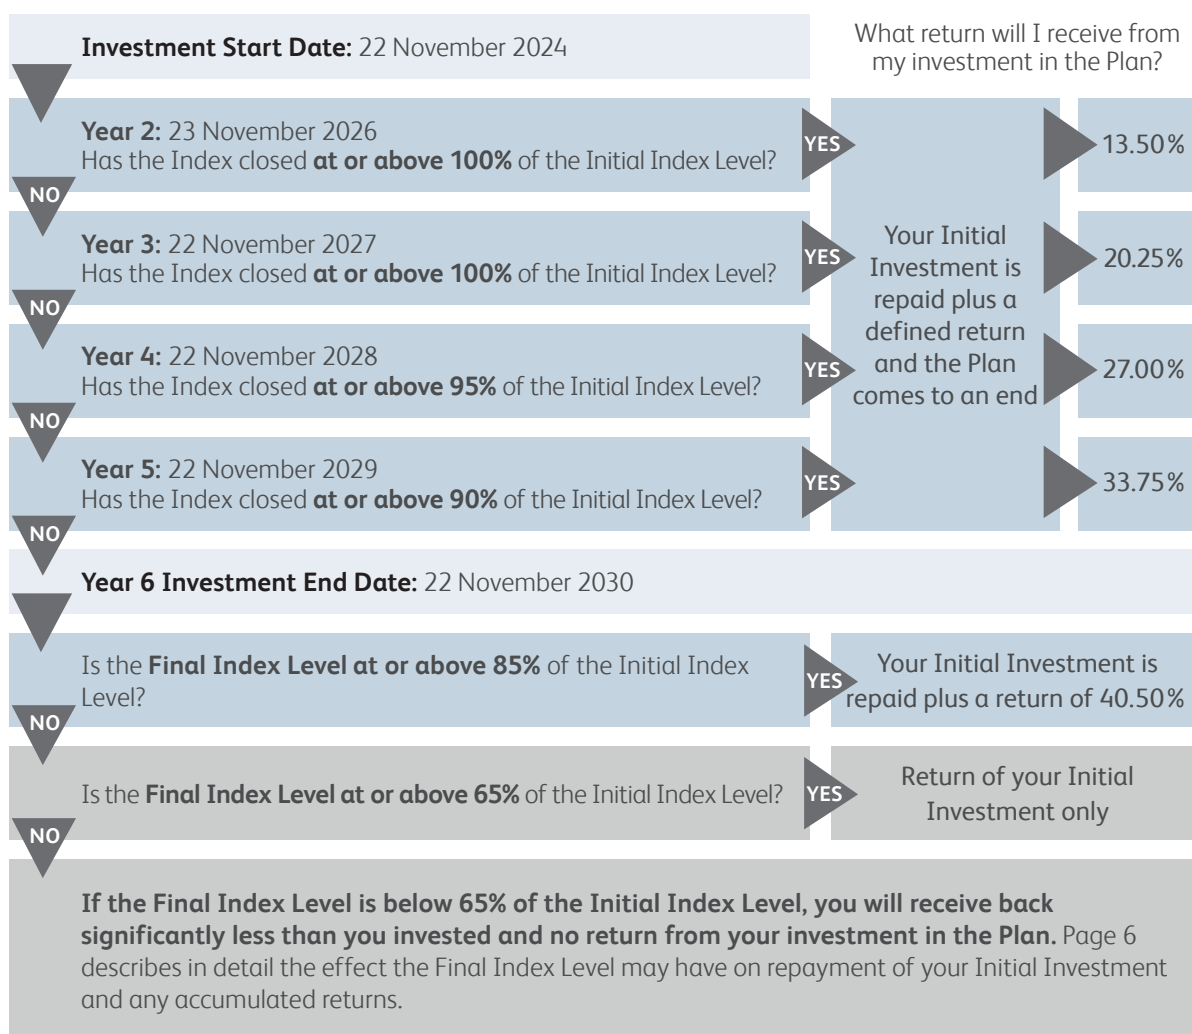 Investment Start Date: 22 November 2024
What return will I receive from
my investment in the Plan?
Year 2: 23 November 2026
Has the Index closed at or above 100% of the Initial Index Level?
YES
13.50%
NO
Year 3: 22 November 2027
Has the Index closed at or above 100% of the Initial Index Level?
YES
20.25%
NO
Year 4: 22 November 2028
Has the Index closed at or above 95% of the Initial Index Level?
YES
27.00%
NO
Year 5: 22 November 2029
Has the Index closed at or above 90% of the Initial Index Level?
YES
33.75%
NO
Your Initial
Investment is
repaid plus a
defined return
and the Plan
comes to an end
Year 6 Investment End Date: 22 November 2030
Is the Final Index Level at or above 85% of the Initial Index
Level?
YES
Your Initial Investment is
repaid plus a return of 40.50%
NO
Is the Final Index Level at or above 65% of the Initial Index Level?
YES
Return of your Initial
Investment only
NO
If the Final Index Level is below 65% of the Initial Index Level, you will receive back
significantly less than you invested and no return from your investment in the Plan. Page 6
describes in detail the effect the Final Index Level may have on repayment of your Initial Investment
and any accumulated returns.